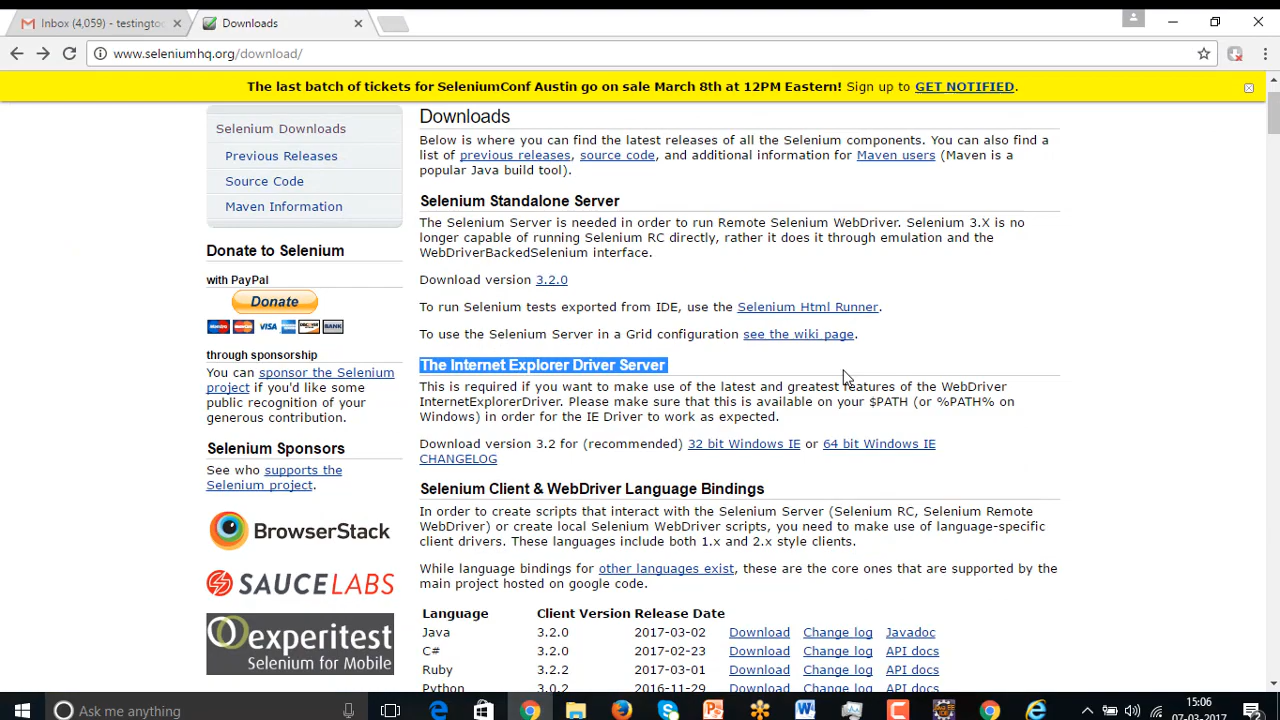 Inbox (4,059) - testingtoo
Downloads
www.seleniumhq.org/download/
The last batch of tickets for SeleniumConf Austin go on sale March 8th at 12PM Eastern! Sign up to GET NOTIFIED.
Selenium Downloads
Previous Releases
Source Code
Maven Information
Donate to Selenium
with PayPal
Donate
VISA
BANK
through sponsorship
You can sponsor the Selenium
project if you'd like some
public recognition of your
generous contribution.
Selenium Sponsors
See who supports the
Selenium project.
BrowserStack
SAUCELABS
experitest
Selenium for Mobile
Downloads
Below is where you can find the latest releases of all the Selenium components. You can also find a
list of previous releases, source code, and additional information for Maven users (Maven is a
popular Java build tool).
Selenium Standalone Server
The Selenium Server is needed in order to run Remote Selenium WebDriver. Selenium 3.X is no
longer capable of running Selenium RC directly, rather it does it through emulation and the
WebDriverBackedSelenium interface.
Download version 3.2.0
To run Selenium tests exported from IDE, use the Selenium Html Runner.
To use the Selenium Server in a Grid configuration see the wiki page.
The Internet Explorer Driver Server
This is required if you want to make use of the latest and greatest features of the WebDriver
InternetExplorerDriver. Please make sure that this is available on your $PATH (or %PATH% on
Windows) in order for the IE Driver to work as expected.
Download version 3.2 for (recommended) 32 bit Windows IE or 64 bit Windows IE
CHANGELOG
Selenium Client & WebDriver Language Bindings
In order to create scripts that interact with the Selenium Server (Selenium RC, Selenium Remote
WebDriver) or create local Selenium WebDriver scripts, you need to make use of language-specific
client drivers. These languages include both 1.x and 2.x style clients.
While language bindings for other languages exist, these are the core ones that are supported by the
main project hosted on google code.
Language Client Version Release Date
Java 3.2.0 2017-03-02 Download Change log Javadoc
C# 3.2.0 2017-02-23 Download Change log API docs
Ruby 3.2.2 2017-03-01 Download Change log API docs
Python 3.0.2 2016-11-29 Download Change log API docs
Ask me anything
15:06
07-03-2017